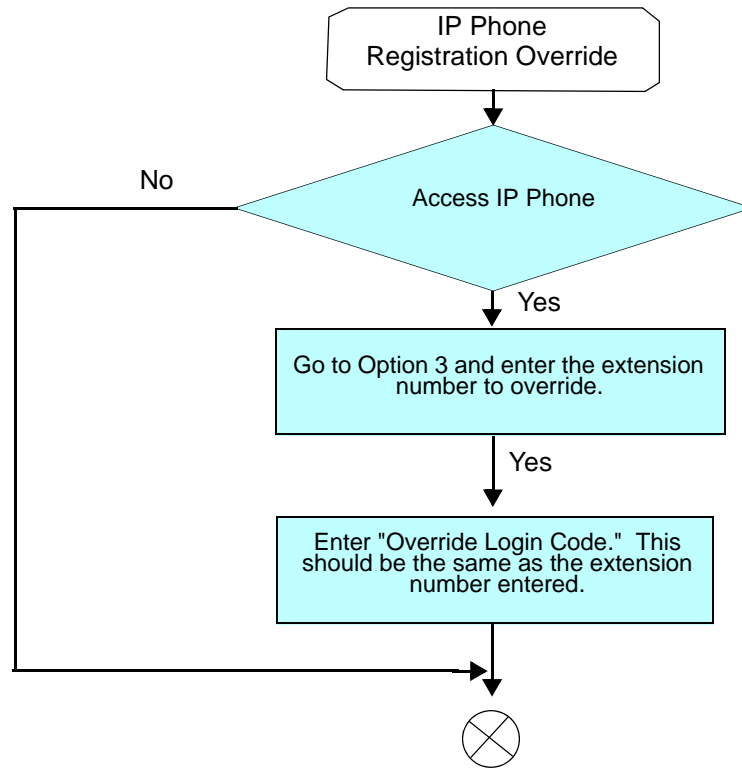 IP Phone
Registration Override
No
Access IP Phone
Yes
Go to Option 3 and enter the extension
number to override.
Yes
Enter "Override Login Code." This
should be the same as the extension
number entered.